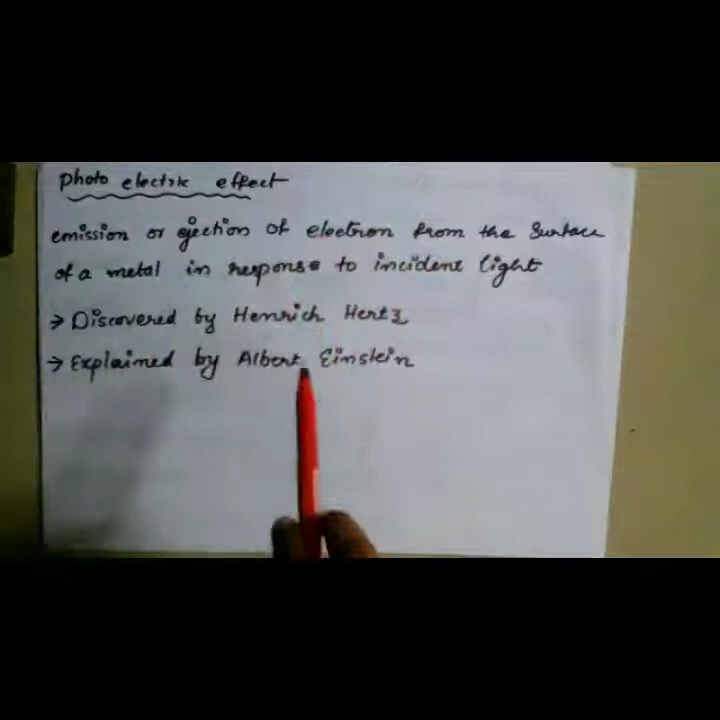 photo electric effect
emission or ejection of electron from the surface
of a metal in response to incident light
→ Discovered by Henrich Hertz
→ Explained by Albert Einstein